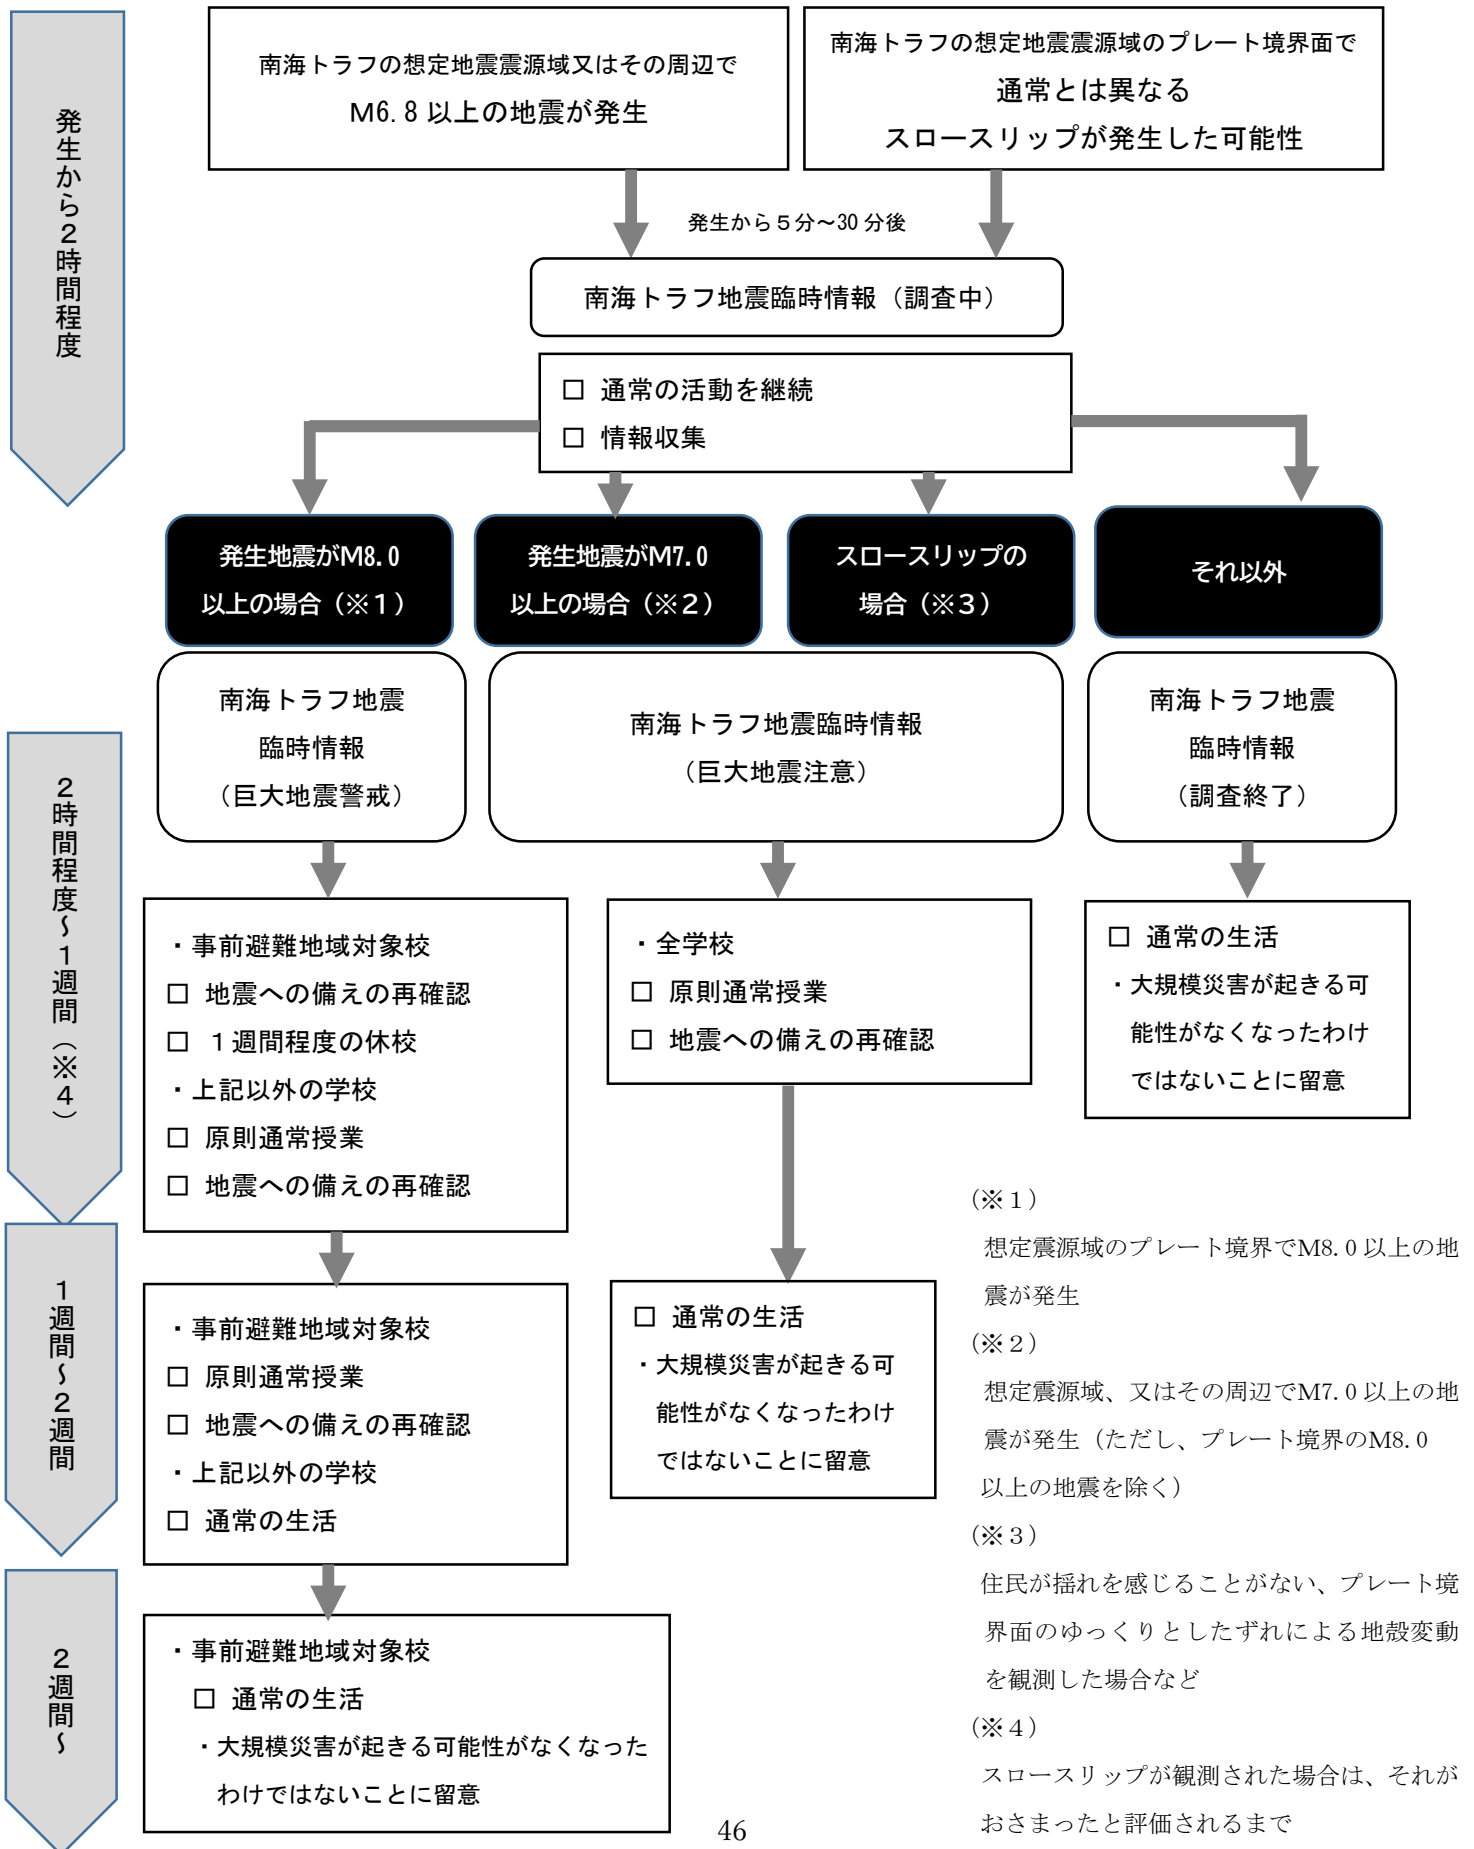 発生から２時間程度
南海トラフの想定地震震源域又はその周辺で
Ｍ6.8 以上の地震が発生
南海トラフの想定地震震源域のプレート境界面で
通常とは異なる
スロースリップが発生した可能性
発生から５分～30 分後
南海トラフ地震臨時情報（調査中）
□ 通常の活動を継続
□ 情報収集
発生地震がＭ8.0
以上の場合（※１）
発生地震がＭ7.0
以上の場合（※２）
スロースリップの
場合（※３）
それ以外
２時間程度～１週間（※４）
南海トラフ地震
臨時情報
（巨大地震警戒）
南海トラフ地震臨時情報
（巨大地震注意）
南海トラフ地震
臨時情報
（調査終了）
・事前避難地域対象校
□ 地震への備えの再確認
□ １週間程度の休校
・上記以外の学校
□ 原則通常授業
□ 地震への備えの再確認
・全学校
□ 原則通常授業
□ 地震への備えの再確認
□ 通常の生活
・大規模災害が起きる可
能性がなくなったわけ
ではないことに留意
１週間～２週間
・事前避難地域対象校
□ 原則通常授業
□ 地震への備えの再確認
・上記以外の学校
□ 通常の生活
□ 通常の生活
・大規模災害が起きる可
能性がなくなったわけ
ではないことに留意
２週間～
・事前避難地域対象校
□ 通常の生活
・大規模災害が起きる可能性がなくなった
わけではないことに留意
（※１）
想定震源域のプレート境界でＭ8.0 以上の地
震が発生
（※２）
想定震源域、又はその周辺でＭ7.0 以上の地
震が発生（ただし、プレート境界のＭ8.0
以上の地震を除く）
（※３）
住民が揺れを感じることがない、プレート境
界面のゆっくりとしたずれによる地殻変動
を観測した場合など
（※４）
スロースリップが観測された場合は、それが
おさまったと評価されるまで
46